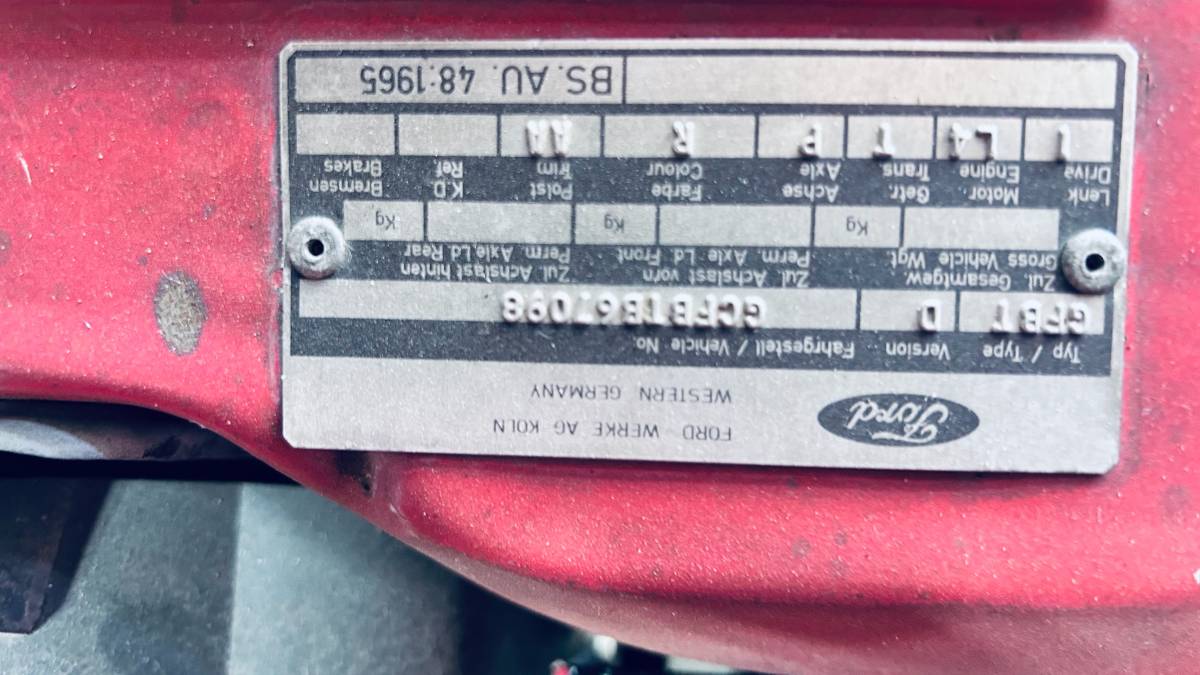 Ford FORD - WERKE AG KOLN
WESTERN GERMANY
Typ / Type Version Fahrgestell / Vehicle No.
GFBT D GCFBTB67098
Zul. Gesamtgew. Zul. Achslast vorn Zul. Achslast hinten
Gross Vehicle Wgt. Perm. Axle Ld. Front Perm. Axle Ld. Rear
Kg Kg Kg
Lenk Motor. Getr. Achse Farbe Polst K.D. Bremsen
Drive Engine Trans Axle Colour Trim Ref. Brakes
1 L4 T P R AA
BS. AU. 48:1965